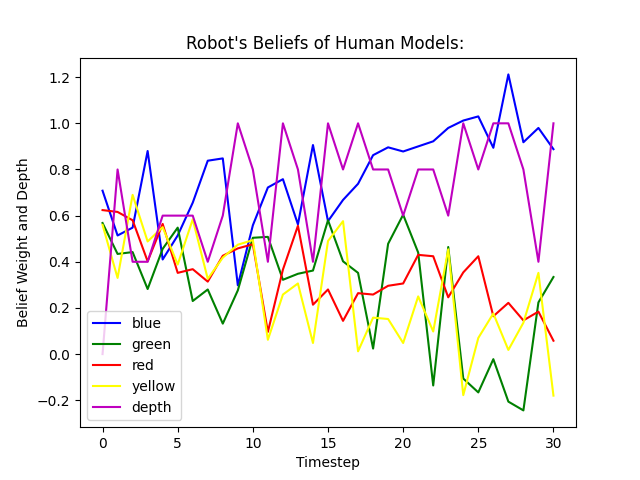 Robot's Beliefs of Human Models:
Belief Weight and Depth
1.2
1.0
0.8
0.6
0.4
0.2
0.0
−0.2
blue
green
red
yellow
depth
0 5 10 15 20 25 30
Timestep